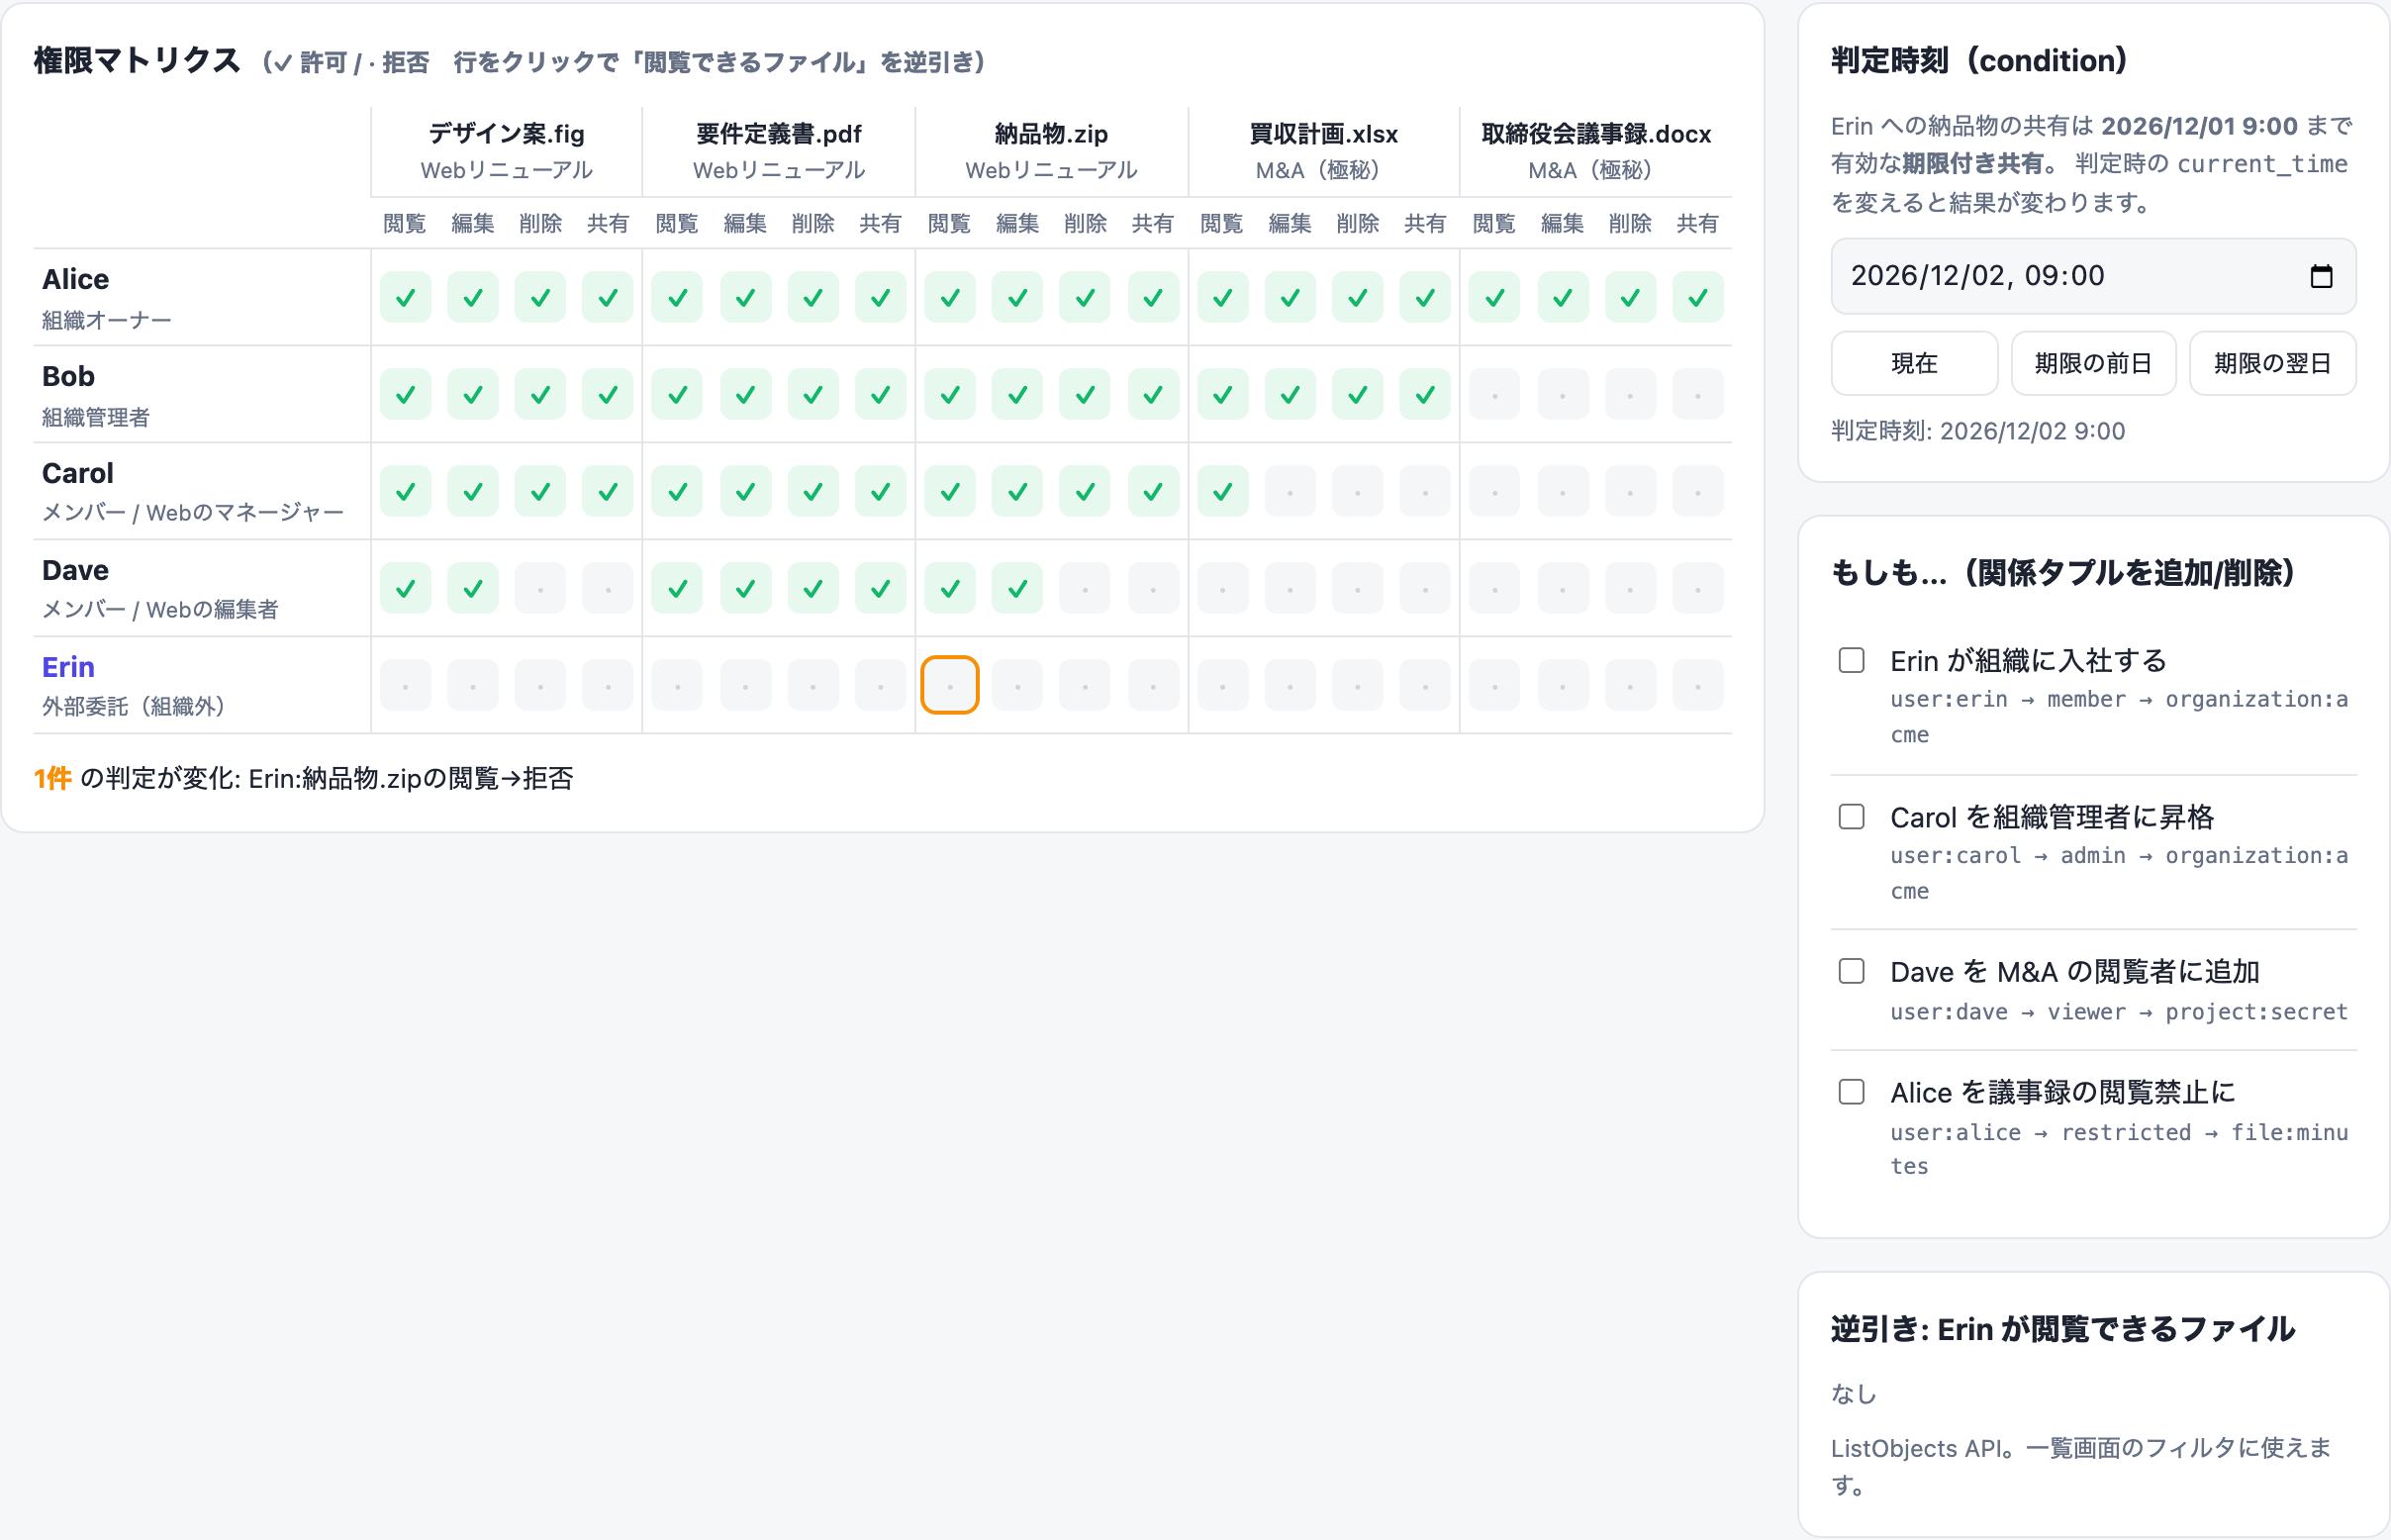 権限マトリクス （✓ 許可 / · 拒否　行をクリックで「閲覧できるファイル」を逆引き）
デザイン案.fig 要件定義書.pdf 納品物.zip 買収計画.xlsx 取締役会議事録.docx
Webリニューアル Webリニューアル Webリニューアル M&A（極秘） M&A（極秘）
閲覧 編集 削除 共有 閲覧 編集 削除 共有 閲覧 編集 削除 共有 閲覧 編集 削除 共有 閲覧 編集 削除 共有
Alice
✓ ✓ ✓ ✓ ✓ ✓ ✓ ✓ ✓ ✓ ✓ ✓ ✓ ✓ ✓ ✓ ✓ ✓ ✓ ✓
組織オーナー
Bob
✓ ✓ ✓ ✓ ✓ ✓ ✓ ✓ ✓ ✓ ✓ ✓ ✓ ✓ ✓ ✓ · · · ·
組織管理者
Carol
✓ ✓ ✓ ✓ ✓ ✓ ✓ ✓ ✓ ✓ ✓ ✓ ✓ · · · · · · ·
メンバー / Webのマネージャー
Dave
✓ ✓ · · ✓ ✓ ✓ ✓ ✓ ✓ · · · · · · · · · ·
メンバー / Webの編集者
Erin
· · · · · · · · · · · · · · · · · · · ·
外部委託（組織外）
1件 の判定が変化: Erin:納品物.zipの閲覧→拒否
判定時刻（condition）
Erin への納品物の共有は 2026/12/01 9:00 まで
有効な期限付き共有。 判定時の current_time
を変えると結果が変わります。
2026/12/02, 09:00
現在 期限の前日 期限の翌日
判定時刻: 2026/12/02 9:00
もしも…（関係タプルを追加/削除）
Erin が組織に入社する
user:erin → member → organization:a
cme
Carol を組織管理者に昇格
user:carol → admin → organization:a
cme
Dave を M&A の閲覧者に追加
user:dave → viewer → project:secret
Alice を議事録の閲覧禁止に
user:alice → restricted → file:minu
tes
逆引き: Erin が閲覧できるファイル
なし
ListObjects API。一覧画面のフィルタに使えま
す。